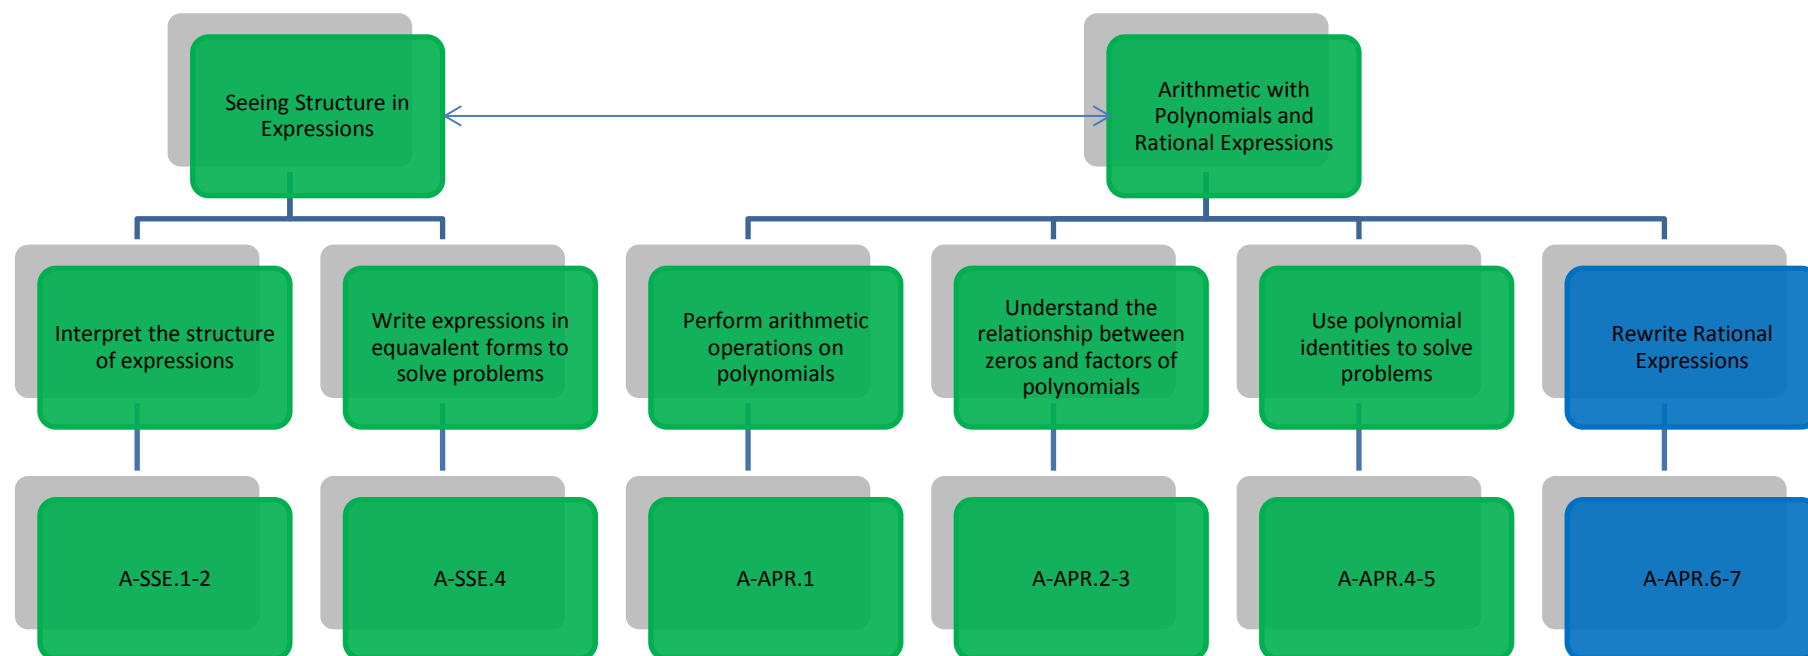 Seeing Structure in
Expressions
Arithmetic with
Polynomials and
Rational Expressions
Interpret the structure
of expressions
Write expressions in
equavalent forms to
solve problems
Perform arithmetic
operations on
polynomials
Understand the
relationship between
zeros and factors of
polynomials
Use polynomial
identities to solve
problems
Rewrite Rational
Expressions
A-SSE.1-2
A-SSE.4
A-APR.1
A-APR.2-3
A-APR.4-5
A-APR.6-7